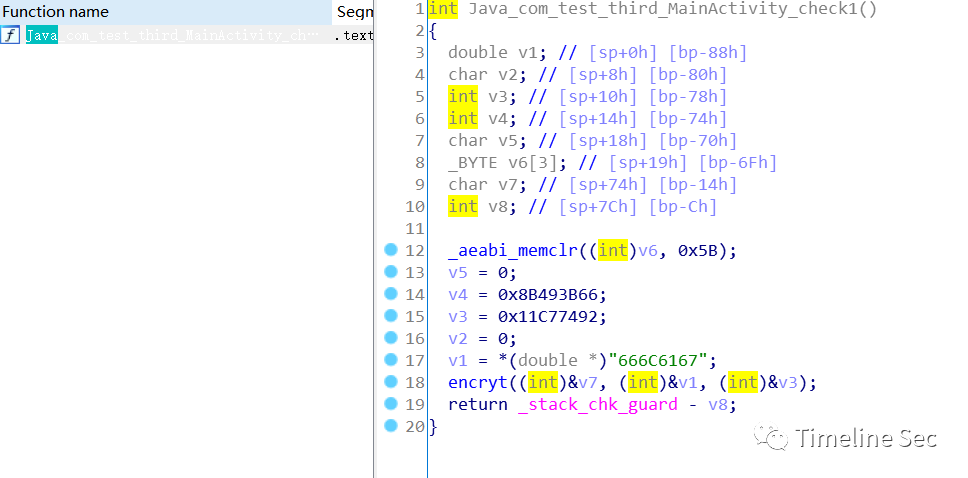 Function name
Segm
f Java_com_test_third_MainActivity_ch…
.text
1 int Java_com_test_third_MainActivity_check1()
2 {
3 double v1; // [sp+0h] [bp-88h]
4 char v2; // [sp+8h] [bp-80h]
5 int v3; // [sp+10h] [bp-78h]
6 int v4; // [sp+14h] [bp-74h]
7 char v5; // [sp+18h] [bp-70h]
8 _BYTE v6[3]; // [sp+19h] [bp-6Fh]
9 char v7; // [sp+74h] [bp-14h]
10 int v8; // [sp+7Ch] [bp-Ch]
11
12 _aeabi_memclr((int)v6, 0x5B);
13 v5 = 0;
14 v4 = 0x8B493B66;
15 v3 = 0x11C77492;
16 v2 = 0;
17 v1 = *(double *)"666C6167";
18 encryt((int)&v7, (int)&v1, (int)&v3);
19 return _stack_chk_guard - v8;
20 }
Timeline Sec